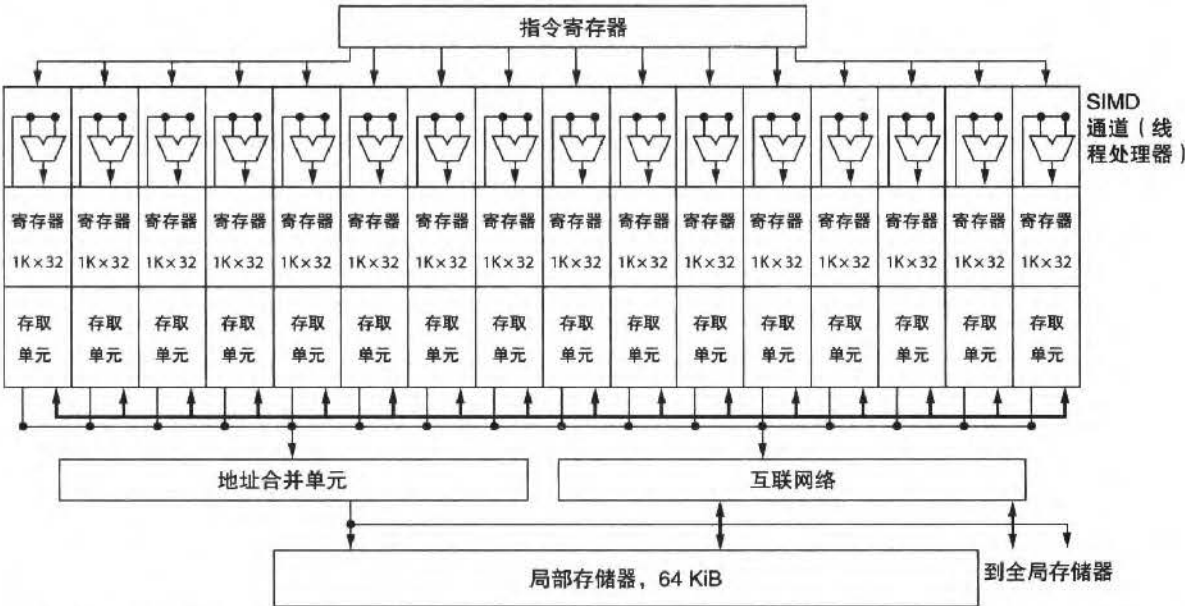 指令寄存器
SIMD
通道（线
程处理器）
寄存器 寄存器 寄存器 寄存器 寄存器 寄存器 寄存器 寄存器 寄存器 寄存器 寄存器 寄存器 寄存器 寄存器 寄存器 寄存器
1K×32 1K×32 1K×32 1K×32 1K×32 1K×32 1K×32 1K×32 1K×32 1K×32 1K×32 1K×32 1K×32 1K×32 1K×32 1K×32
存取 存取 存取 存取 存取 存取 存取 存取 存取 存取 存取 存取 存取 存取 存取 存取
单元 单元 单元 单元 单元 单元 单元 单元 单元 单元 单元 单元 单元 单元 单元 单元
地址合并单元 互联网络
局部存储器，64 KiB 到全局存储器